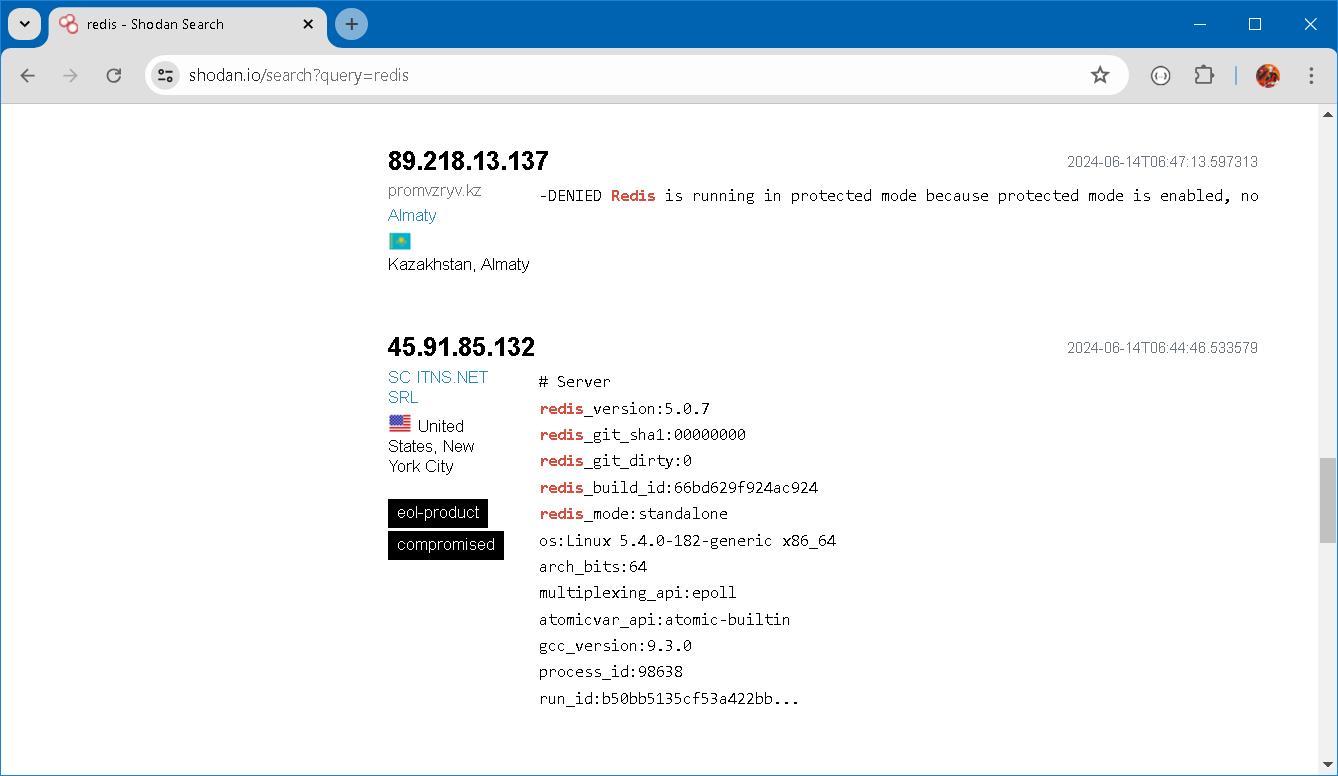 redis - Shodan Search
shodan.io/search?query=redis
89.218.13.137
2024-06-14T06:47:13.597313
promvzryv.kz
-DENIED Redis is running in protected mode because protected mode is enabled, no
Almaty
Kazakhstan, Almaty
45.91.85.132
2024-06-14T06:44:46.533579
SC ITNS.NET
SRL
United
States, New
York City
eol-product
compromised
# Server
redis_version:5.0.7
redis_git_sha1:00000000
redis_git_dirty:0
redis_build_id:66bd629f924ac924
redis_mode:standalone
os:Linux 5.4.0-182-generic x86_64
arch_bits:64
multiplexing_api:epoll
atomicvar_api:atomic-builtin
gcc_version:9.3.0
process_id:98638
run_id:b50bb5135cf53a422bb...